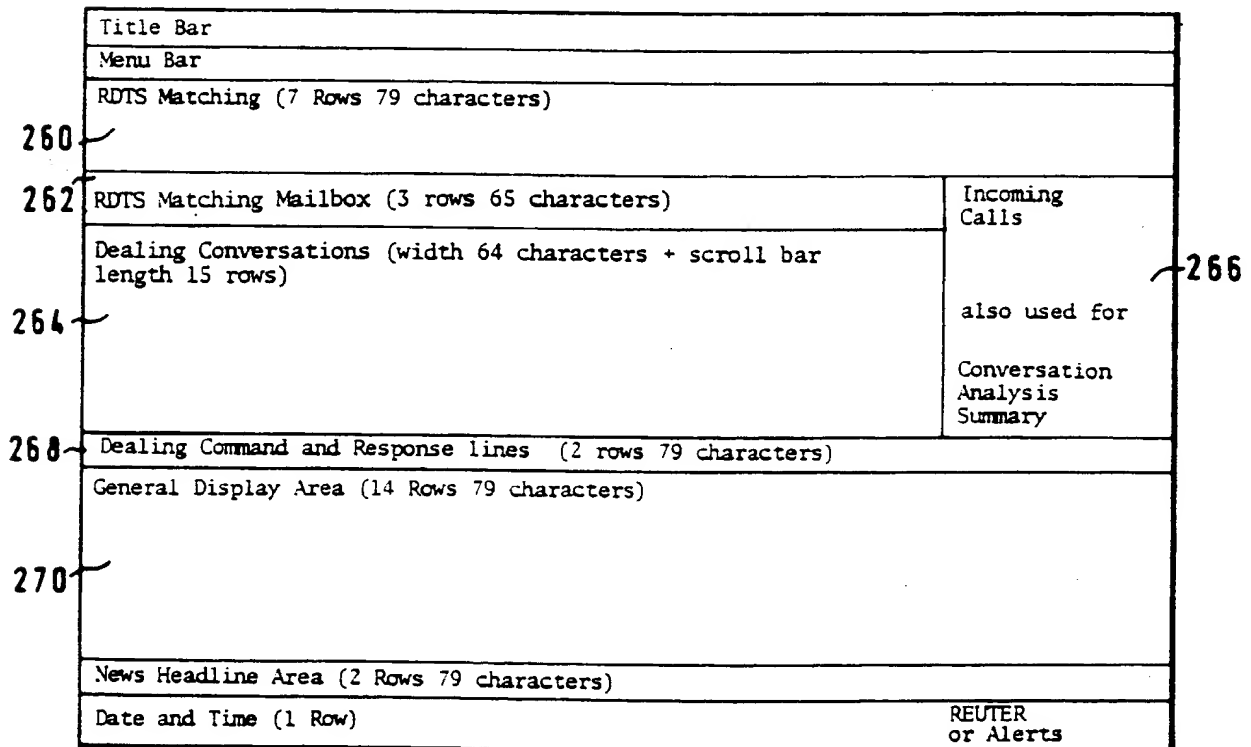 Title Bar
Menu Bar
RDTS Matching (7 Rows 79 characters)
260
262
RDTS Matching Mailbox (3 rows 65 characters)
Incoming
Calls
Dealing Conversations (width 64 characters + scroll bar
length 15 rows)
266
264
also used for
Conversation
Analysis
Summary
268
Dealing Command and Response lines (2 rows 79 characters)
General Display Area (14 Rows 79 characters)
270
News Headline Area (2 Rows 79 characters)
Date and Time (1 Row)
REUTER
or Alerts